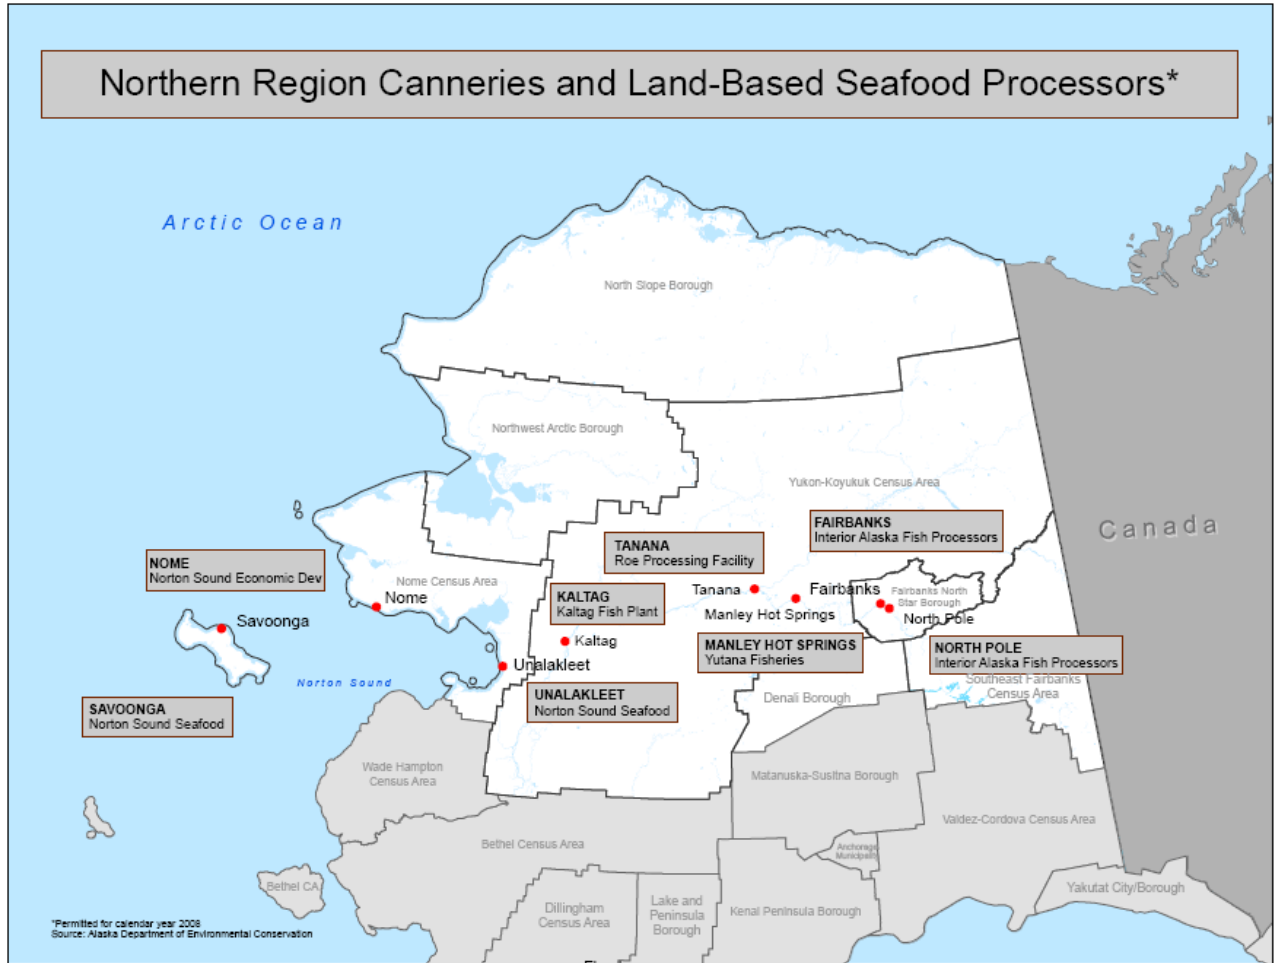 Northern Region Canneries and Land-Based Seafood Processors*
Arctic Ocean
North Slope Borough
Northwest Arctic Borough
Yukon-Koyukuk Census Area
Canada
FAIRBANKS
Interior Alaska Fish Processors
TANANA
Roe Processing Facility
NOME
Norton Sound Economic Dev
Nome Census Area
Nome
KALTAG
Kaltag Fish Plant
Tanana
Fairbanks
Fairbanks North
Star Borough
Manley Hot Springs
North Pole
Savoonga
Kaltag
MANLEY HOT SPRINGS
Yutana Fisheries
NORTH POLE
Interior Alaska Fish Processors
Unalakleet
Norton Sound
UNALAKLEET
Norton Sound Seafood
Southeast Fairbanks
Census Area
Denali Borough
SAVOONGA
Norton Sound Seafood
Wade Hampton
Census Area
Matanuska-Susitna Borough
Valdez-Cordova Census Area
Bethel Census Area
Anchorage
Municipality
Bethel CA
Yakutat City/Borough
Dillingham
Census Area
Lake and
Peninsula
Borough
Kenai Peninsula Borough
*Permitted for calendar year 2008
Source: Alaska Department of Environmental Conservation